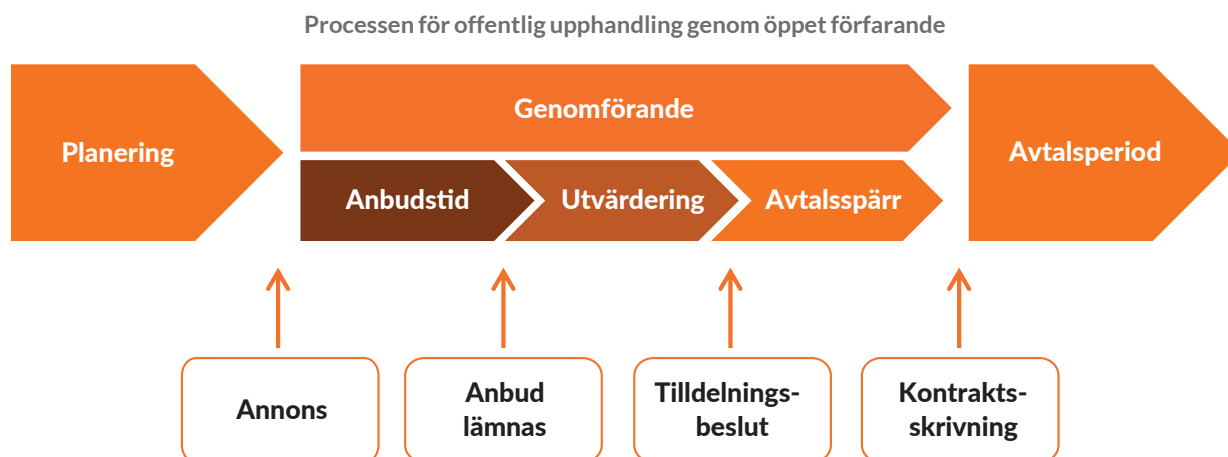 Processen för offentlig upphandling genom öppet förfarande
Planering
Genomförande
Avtalsperiod
Anbudstid
Utvärdering
Avtalsspärr
Annons
Anbud
lämnas
Tilldelnings-
beslut
Kontrakts-
skrivning